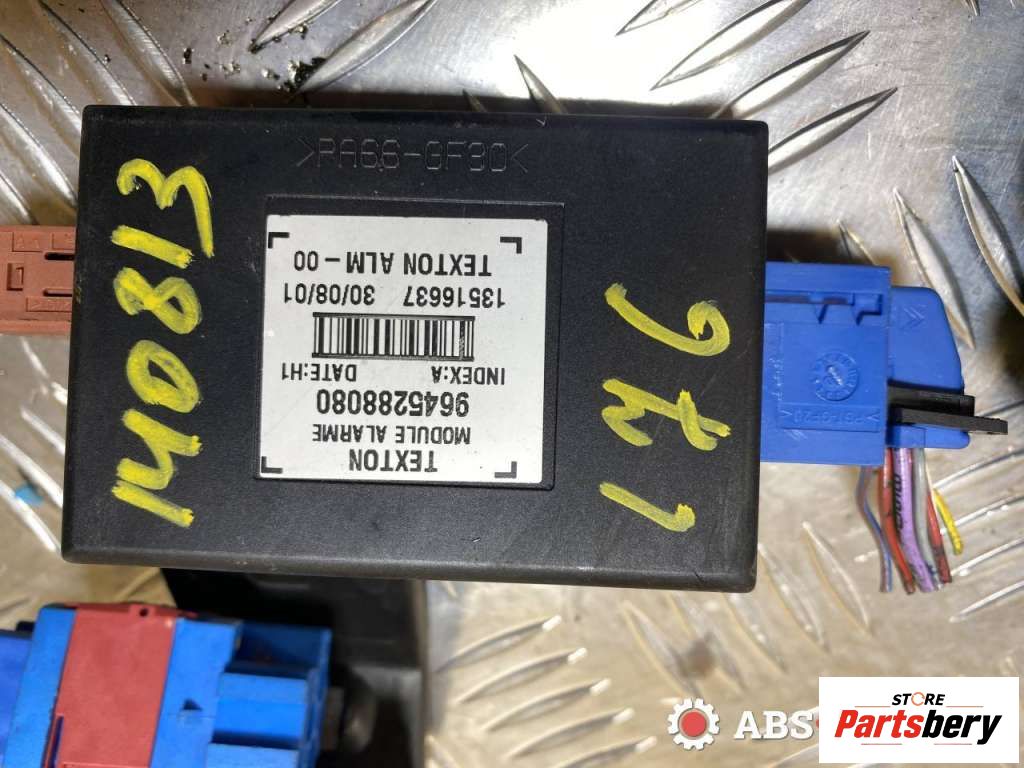 >PA66-GF30<
TEXTON
MODULE ALARME
9645288080
INDEX:A DATE:H1
13516637 30/08/01
TEXTON ALM-00
140813
ABS
STORE
Partsbery